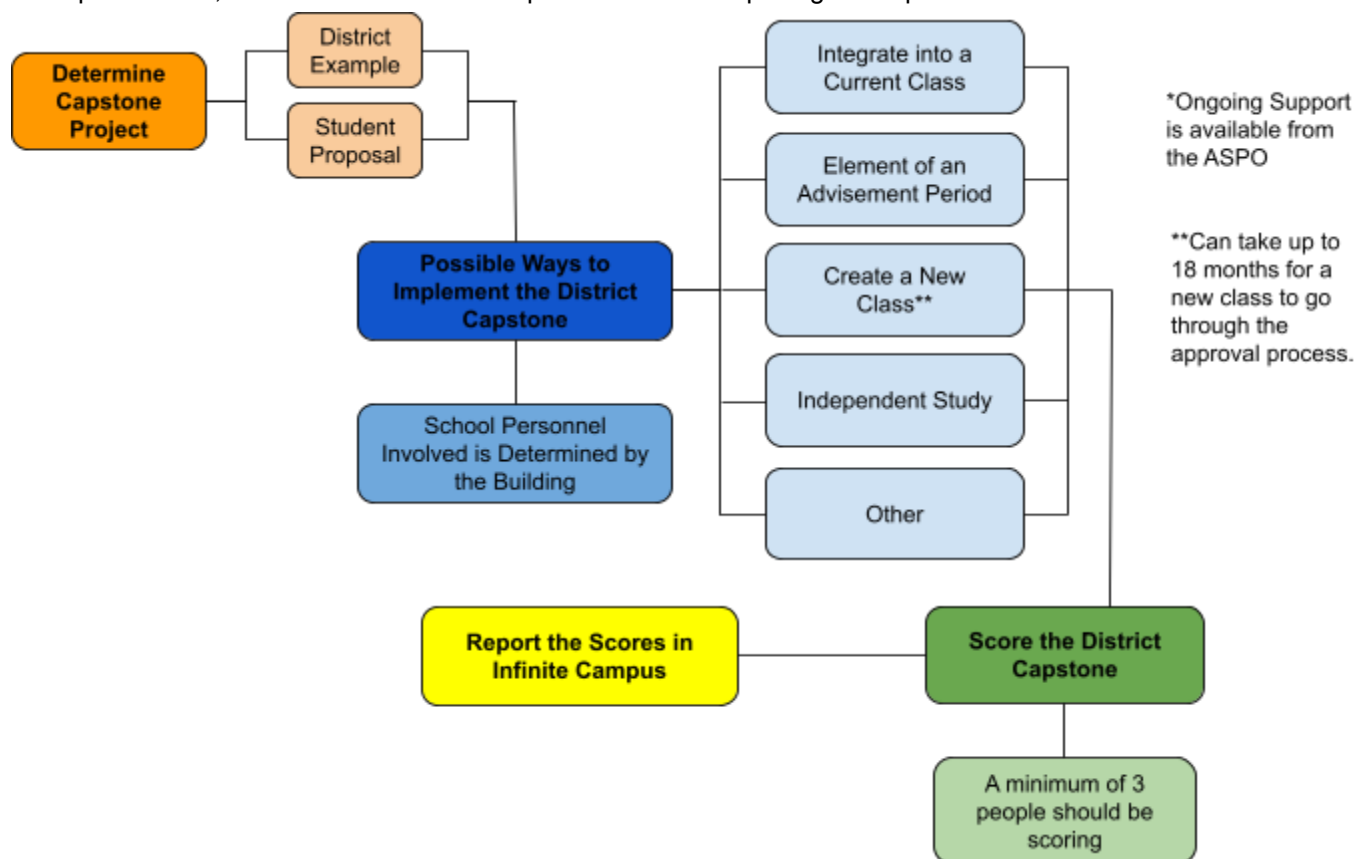 District
Example
Determine
Capstone
Project
Student
Proposal
Possible Ways to
Implement the District
Capstone
School Personnel
Involved is Determined by
the Building
Integrate into a
Current Class
Element of an
Advisement Period
Create a New
Class**
Independent Study
Other
*Ongoing Support
is available from
the ASPO
**Can take up to
18 months for a
new class to go
through the
approval process.
Score the District
Capstone
Report the Scores in
Infinite Campus
A minimum of 3
people should be
scoring